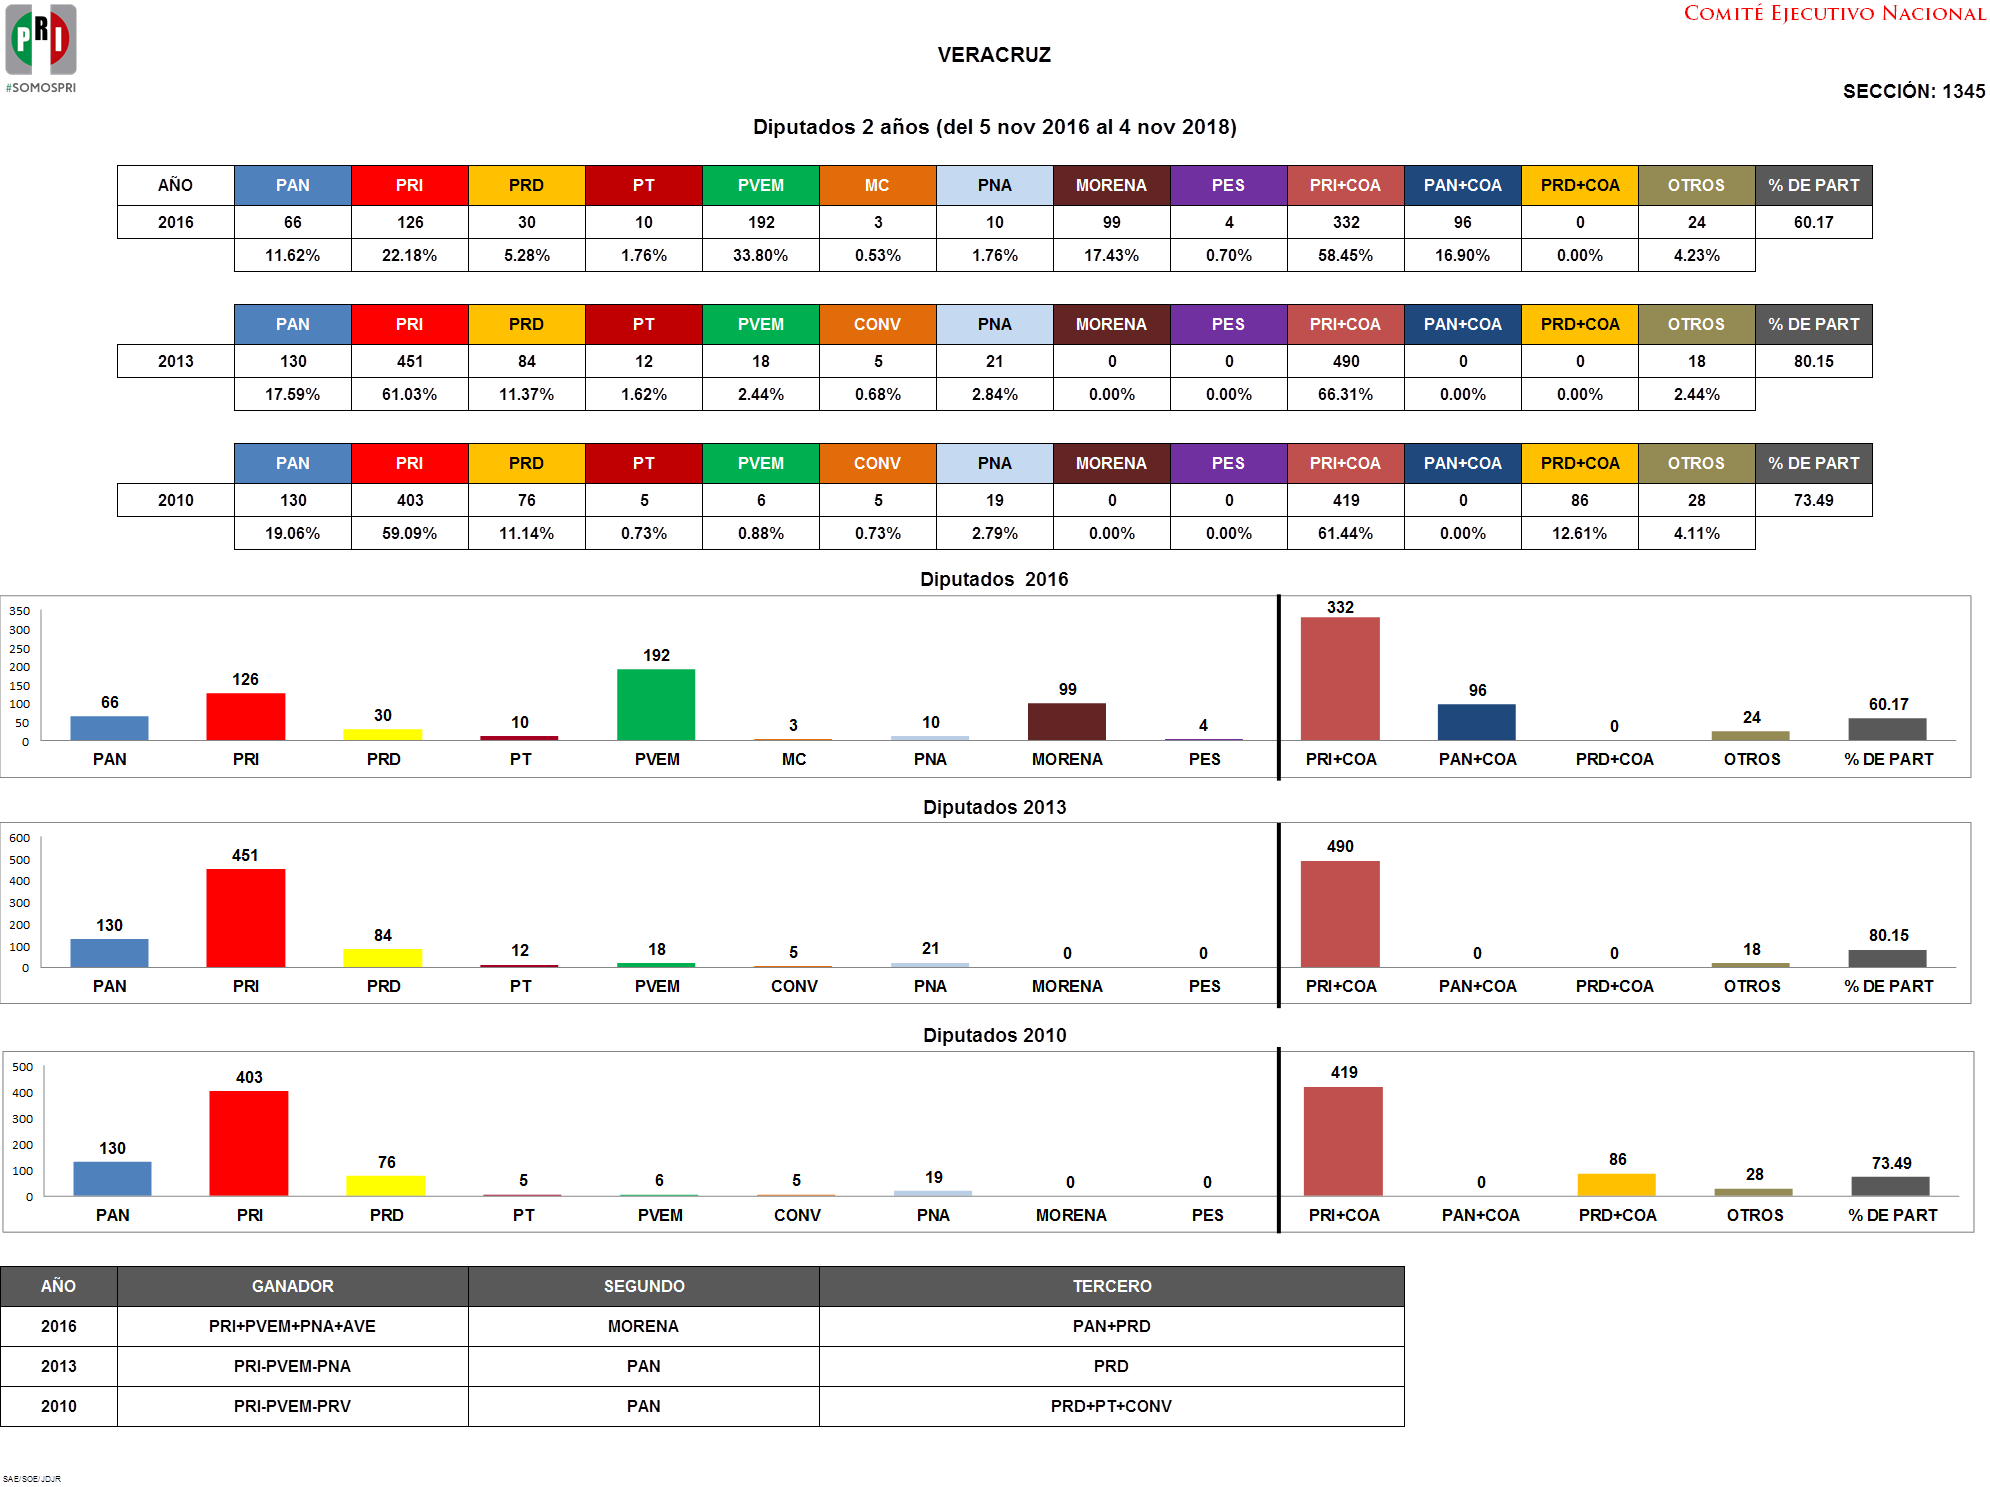 PRI
#SOMOSPRI
COMITÉ EJECUTIVO NACIONAL
VERACRUZ
SECCIÓN: 1345
Diputados 2 años (del 5 nov 2016 al 4 nov 2018)
AÑO PAN PRI PRD PT PVEM MC PNA MORENA PES PRI+COA PAN+COA PRD+COA OTROS % DE PART
2016 66 126 30 10 192 3 10 99 4 332 96 0 24 60.17
11.62% 22.18% 5.28% 1.76% 33.80% 0.53% 1.76% 17.43% 0.70% 58.45% 16.90% 0.00% 4.23%
PAN PRI PRD PT PVEM CONV PNA MORENA PES PRI+COA PAN+COA PRD+COA OTROS % DE PART
2013 130 451 84 12 18 5 21 0 0 490 0 0 18 80.15
17.59% 61.03% 11.37% 1.62% 2.44% 0.68% 2.84% 0.00% 0.00% 66.31% 0.00% 0.00% 2.44%
PAN PRI PRD PT PVEM CONV PNA MORENA PES PRI+COA PAN+COA PRD+COA OTROS % DE PART
2010 130 403 76 5 6 5 19 0 0 419 0 86 28 73.49
19.06% 59.09% 11.14% 0.73% 0.88% 0.73% 2.79% 0.00% 0.00% 61.44% 0.00% 12.61% 4.11%
Diputados 2016
350
300
250
200
150
100
50
0
66 126 30 10 192 3 10 99 4 332 96 0 24 60.17
PAN PRI PRD PT PVEM MC PNA MORENA PES PRI+COA PAN+COA PRD+COA OTROS % DE PART
Diputados 2013
600
500
400
300
200
100
0
130 451 84 12 18 5 21 0 0 490 0 0 18 80.15
PAN PRI PRD PT PVEM CONV PNA MORENA PES PRI+COA PAN+COA PRD+COA OTROS % DE PART
Diputados 2010
500
400
300
200
100
0
130 403 76 5 6 5 19 0 0 419 0 86 28 73.49
PAN PRI PRD PT PVEM CONV PNA MORENA PES PRI+COA PAN+COA PRD+COA OTROS % DE PART
AÑO GANADOR SEGUNDO TERCERO
2016 PRI+PVEM+PNA+AVE MORENA PAN+PRD
2013 PRI-PVEM-PNA PAN PRD
2010 PRI-PVEM-PRV PAN PRD+PT+CONV
SAE/SOE/JDJR